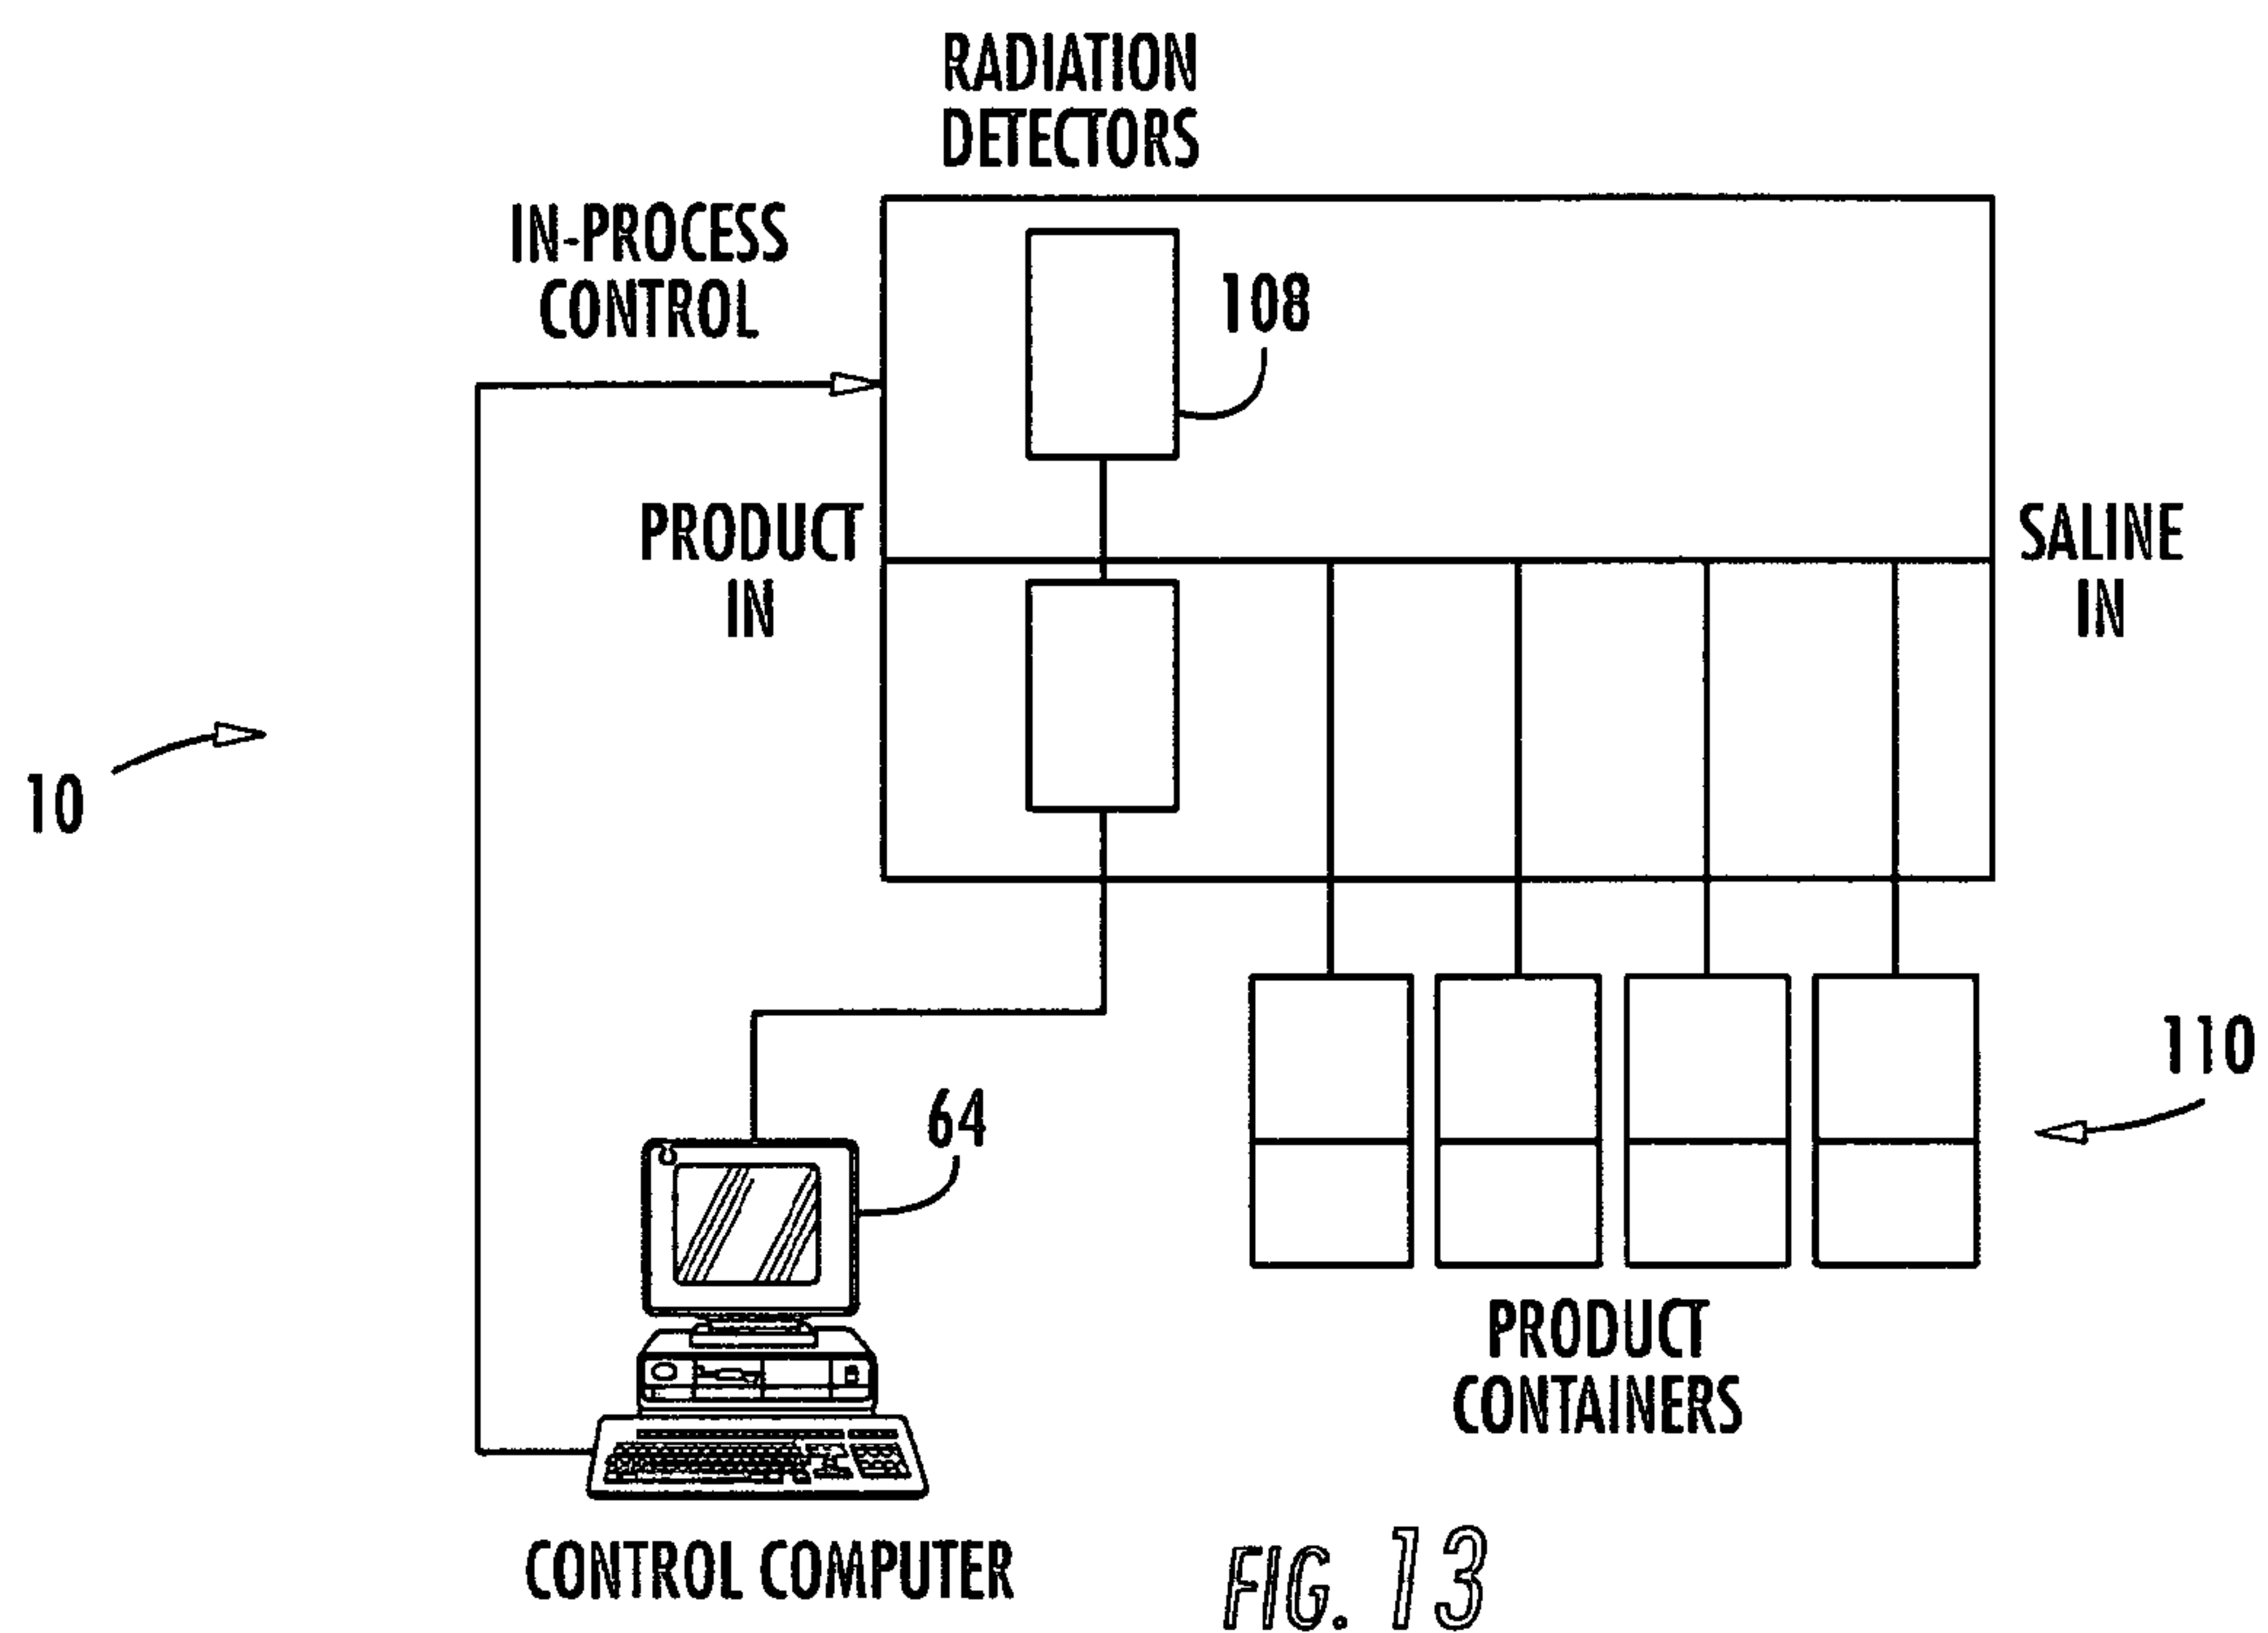 RADIATION
DETECTORS
IN-PROCESS
CONTROL
108
PRODUCT
IN
SALINE
IN
10
110
64
PRODUCT
CONTAINERS
CONTROL COMPUTER
FIG. 13